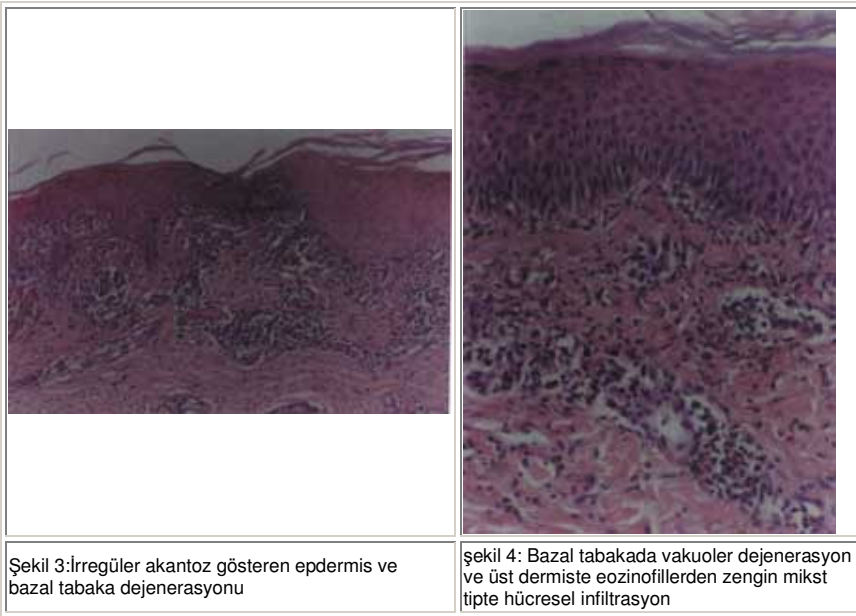 Şekil 3:İrregüler akantoz gösteren epdermis ve
bazal tabaka dejenerasyonu
şekil 4: Bazal tabakada vakuoler dejenerasyon
ve üst dermiste eozinofillerden zengin mikst
tipte hücresel infiltrasyon